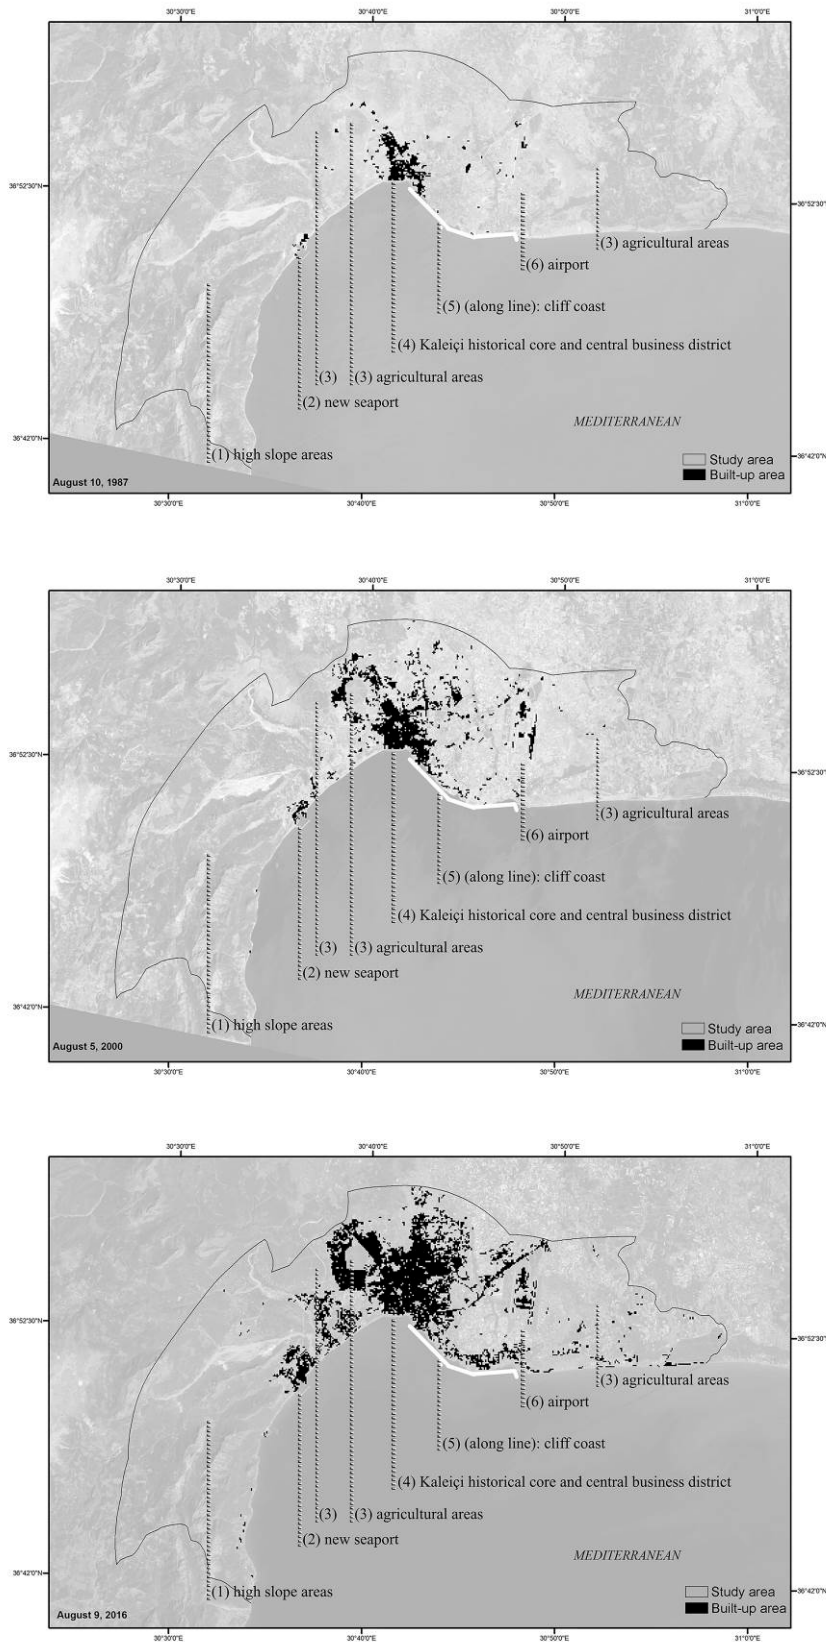 30°30'0"E 30°40'0"E 30°50'0"E 31°0'0"E
36°52'30"N
36°52'30"N
(3) agricultural areas
(6) airport
(5) (along line): cliff coast
(4) Kaleiçi historical core and central business district
(3) (3) agricultural areas
(2) new seaport
MEDITERRANEAN
36°42'0"N
(1) high slope areas
36°42'0"N
Study area
Built-up area
August 10, 1987
30°30'0"E 30°40'0"E 30°50'0"E 31°0'0"E
30°30'0"E 30°40'0"E 30°50'0"E 31°0'0"E
36°52'30"N
36°52'30"N
(3) agricultural areas
(6) airport
(5) (along line): cliff coast
(4) Kaleiçi historical core and central business district
(3) (3) agricultural areas
(2) new seaport
MEDITERRANEAN
36°42'0"N
(1) high slope areas
36°42'0"N
Study area
Built-up area
August 5, 2000
30°30'0"E 30°40'0"E 30°50'0"E 31°0'0"E
30°30'0"E 30°40'0"E 30°50'0"E 31°0'0"E
36°52'30"N
36°52'30"N
(3) agricultural areas
(6) airport
(5) (along line): cliff coast
(4) Kaleiçi historical core and central business district
(3) (3) agricultural areas
(2) new seaport
MEDITERRANEAN
36°42'0"N
(1) high slope areas
36°42'0"N
Study area
Built-up area
August 9, 2016
30°30'0"E 30°40'0"E 30°50'0"E 31°0'0"E